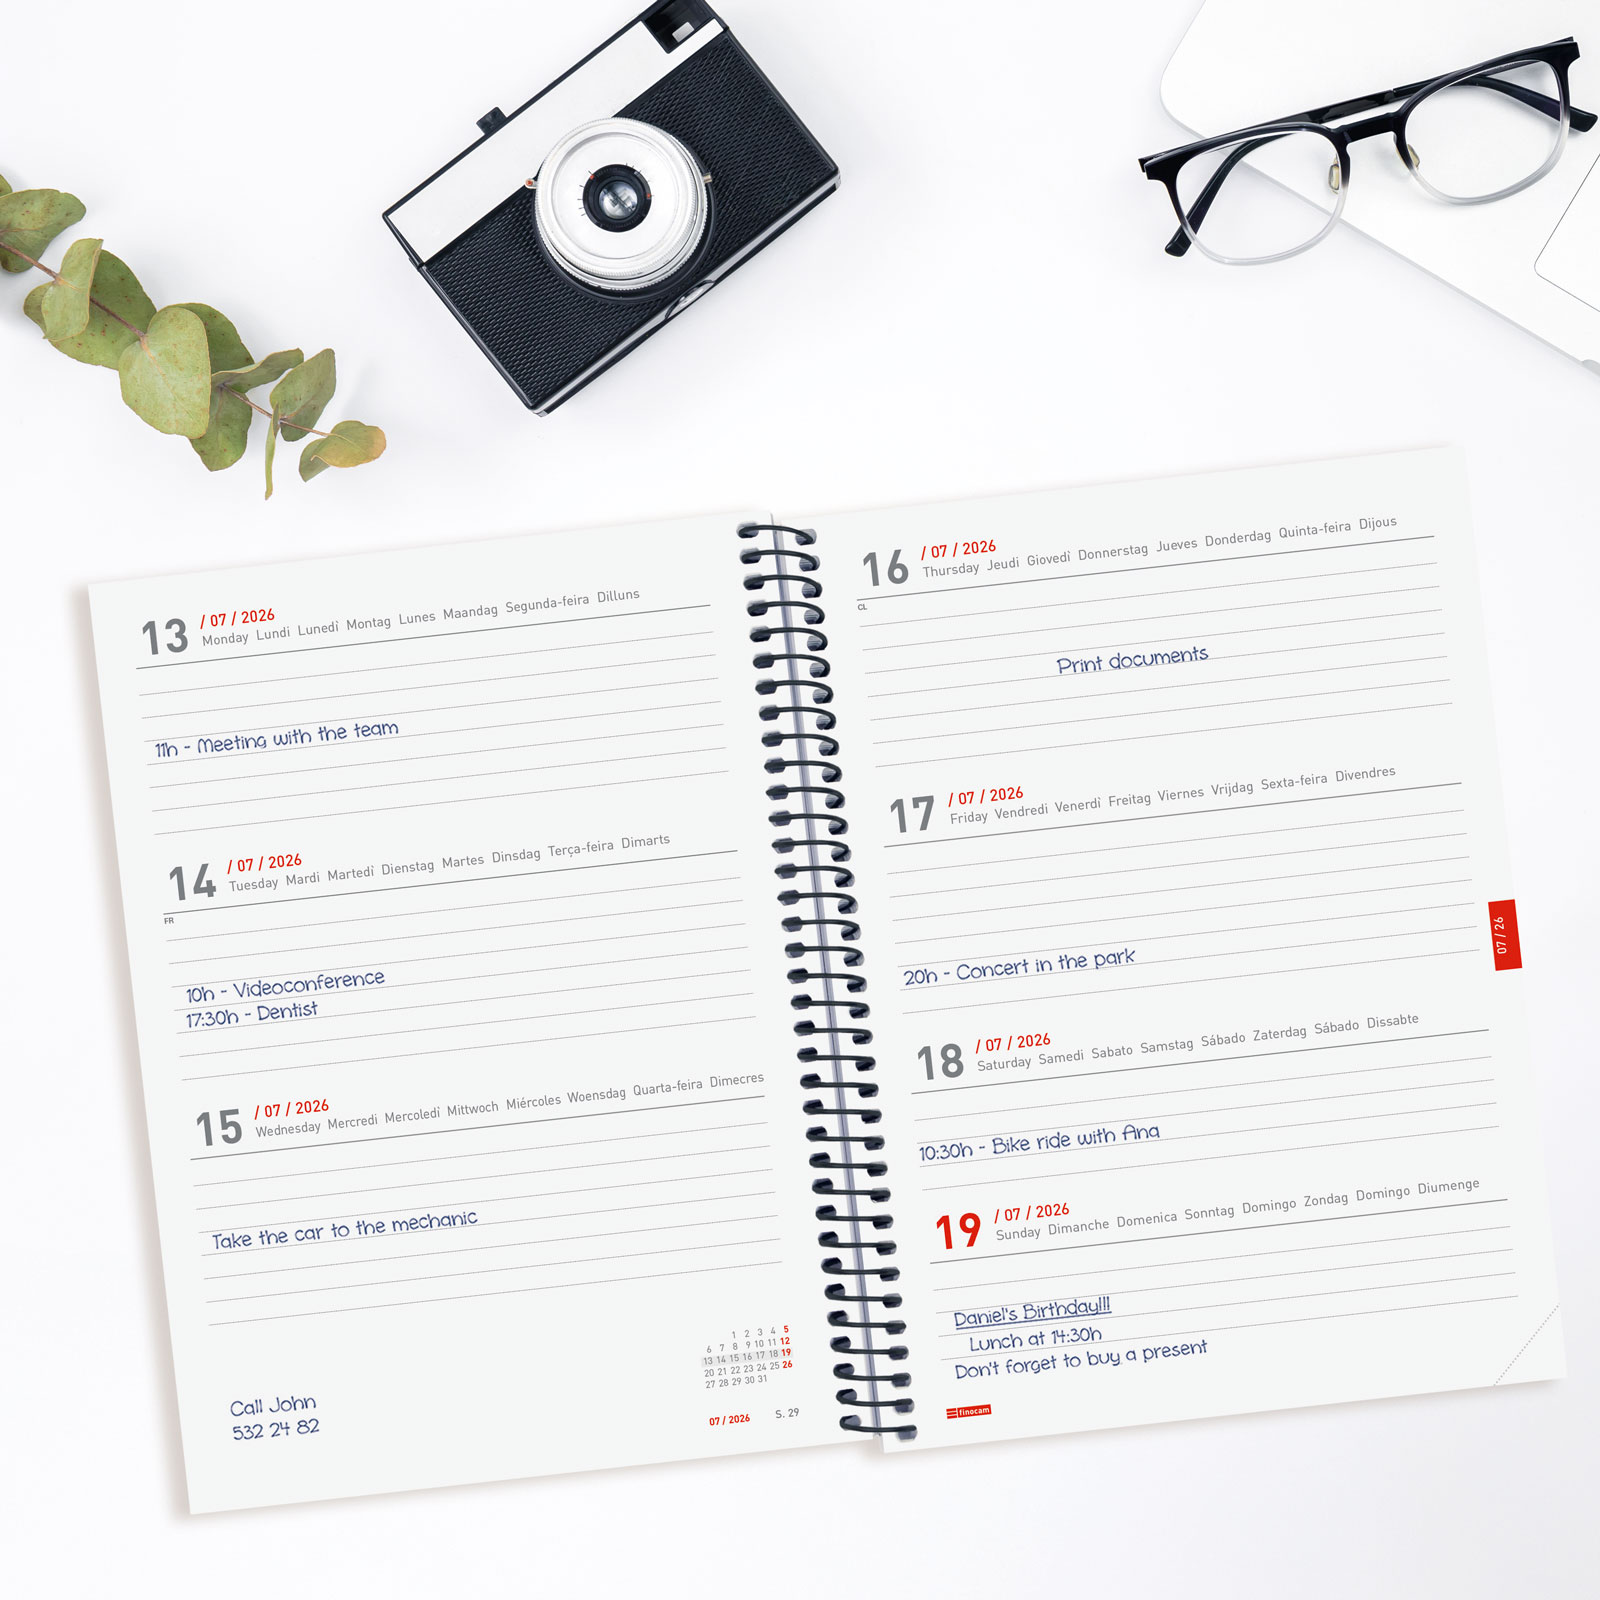 13 / 07 / 2026
Monday Lundi Lunedì Montag Lunes Maandag Segunda-feira Dilluns
11h - Meeting with the team
14 / 07 / 2026
Tuesday Mardi Martedì Dienstag Martes Dinsdag Terça-feira Dimarts
FR
10h - Videoconference
17:30h - Dentist
15 / 07 / 2026
Wednesday Mercredi Mercoledì Mittwoch Miércoles Woensdag Quarta-feira Dimecres
Take the car to the mechanic
Call John
532 24 82
1 2 3 4 5
6 7 8 9 10 11 12
13 14 15 16 17 18 19
20 21 22 23 24 25 26
27 28 29 30 31
07 / 2026 S. 29
16 / 07 / 2026
Thursday Jeudi Giovedì Donnerstag Jueves Donderdag Quinta-feira Dijous
CL
Print documents
17 / 07 / 2026
Friday Vendredi Venerdì Freitag Viernes Vrijdag Sexta-feira Divendres
20h - Concert in the park
07 / 26
18 / 07 / 2026
Saturday Samedi Sabato Samstag Sábado Zaterdag Sábado Dissabte
10:30h - Bike ride with Ana
19 / 07 / 2026
Sunday Dimanche Domenica Sonntag Domingo Zondag Domingo Diumenge
Daniel's Birthday!!!
Lunch at 14:30h
Don't forget to buy a present
finocam